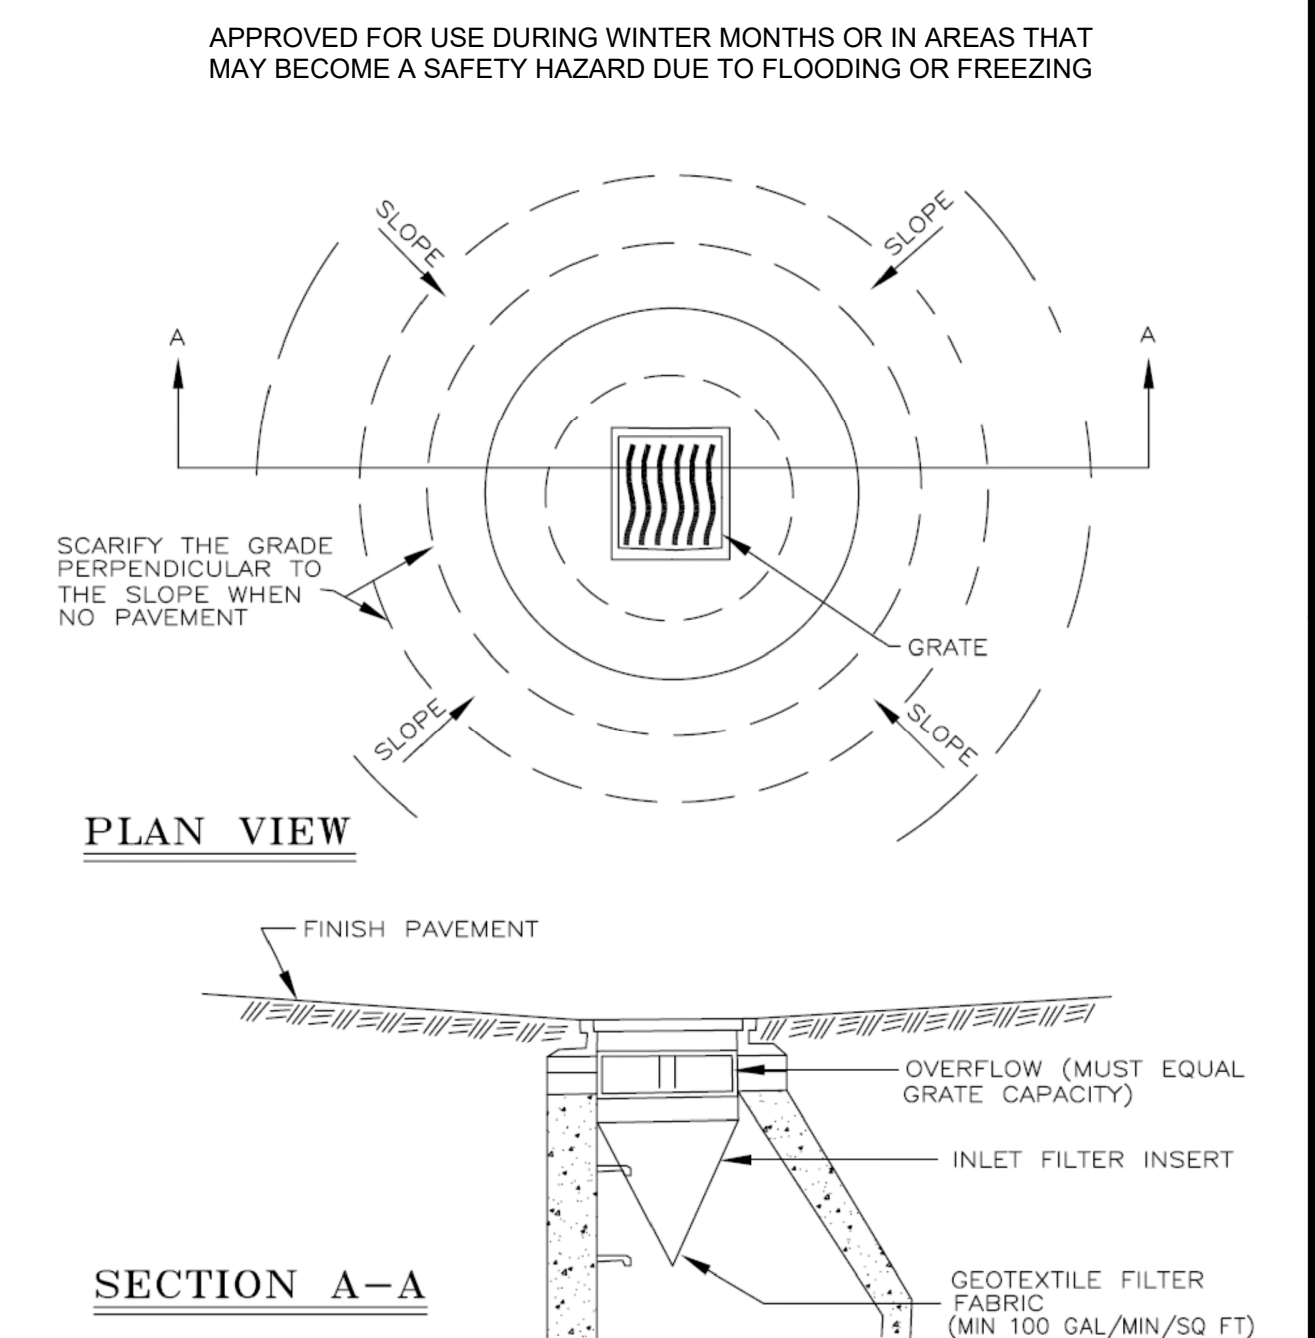 APPROVED FOR USE DURING WINTER MONTHS OR IN AREAS THAT
MAY BECOME A SAFETY HAZARD DUE TO FLOODING OR FREEZING
SLOPE
SLOPE
A
A
SCARIFY THE GRADE
PERPENDICULAR TO
THE SLOPE WHEN
NO PAVEMENT
GRATE
SLOPE
SLOPE
PLAN VIEW
FINISH PAVEMENT
OVERFLOW (MUST EQUAL
GRATE CAPACITY)
INLET FILTER INSERT
SECTION A-A
GEOTEXTILE FILTER
FABRIC
(MIN 100 GAL/MIN/SQ FT)